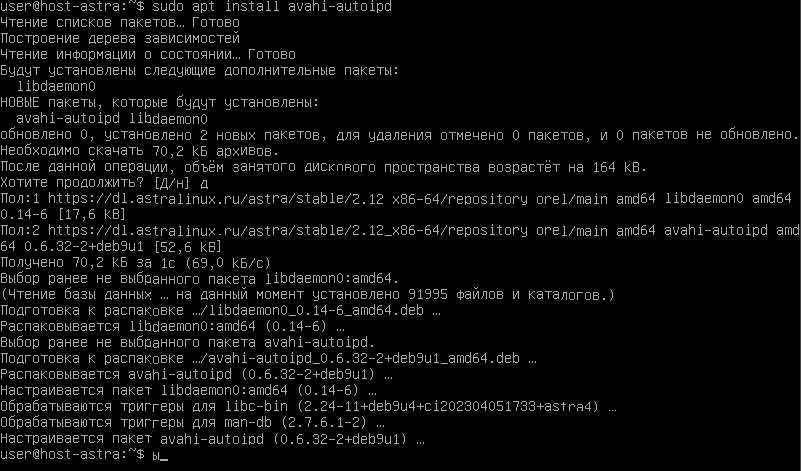 user@host-astra:~$ sudo apt install avahi-autoipd
Чтение списков пакетов… Готово
Построение дерева зависимостей
Чтение информации о состоянии… Готово
Будут установлены следующие дополнительные пакеты:
  libdaemon0
НОВЫЕ пакеты, которые будут установлены:
  avahi-autoipd libdaemon0
обновлено 0, установлено 2 новых пакетов, для удаления отмечено 0 пакетов, и 0 пакетов не обновлено.
Необходимо скачать 70,2 kБ архивов.
После данной операции, объём занятого дискового пространства возрастёт на 164 kB.
Хотите продолжить? [Д/н] д
Пол:1 https://dl.astralinux.ru/astra/stable/2.12_x86-64/repository orel/main amd64 libdaemon0 amd64
0.14-6 [17,6 kB]
Пол:2 https://dl.astralinux.ru/astra/stable/2.12_x86-64/repository orel/main amd64 avahi-autoipd amd
64 0.6.32-2+deb9u1 [52,6 kB]
Получено 70,2 kБ за 1с (69,0 kБ/c)
Выбор ранее не выбранного пакета libdaemon0:amd64.
(Чтение базы данных … на данный момент установлено 91995 файлов и каталогов.)
Подготовка к распаковке …/libdaemon0_0.14-6_amd64.deb …
Распаковывается libdaemon0:amd64 (0.14-6) …
Выбор ранее не выбранного пакета avahi-autoipd.
Подготовка к распаковке …/avahi-autoipd_0.6.32-2+deb9u1_amd64.deb …
Распаковывается avahi-autoipd (0.6.32-2+deb9u1) …
Настраивается пакет libdaemon0:amd64 (0.14-6) …
Обрабатываются триггеры для libc-bin (2.24-11+deb9u4+ci202304051733+astra4) …
Обрабатываются триггеры для man-db (2.7.6.1-2) …
Настраивается пакет avahi-autoipd (0.6.32-2+deb9u1) …
user@host-astra:~$ ы_